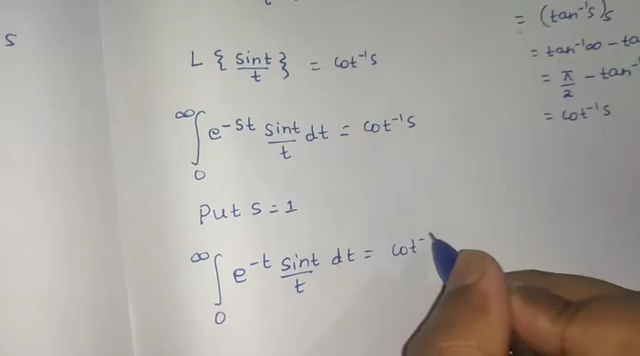 s
= (tan⁻¹s)s
= tan⁻¹∞ - ta
= π/2 - tan⁻¹
= cot⁻¹s
L { sint/t } = cot⁻¹s
∫₀^∞ e^-st sint/t dt = cot⁻¹s
Put s = 1
∫₀^∞ e^-t sint/t dt = cot⁻